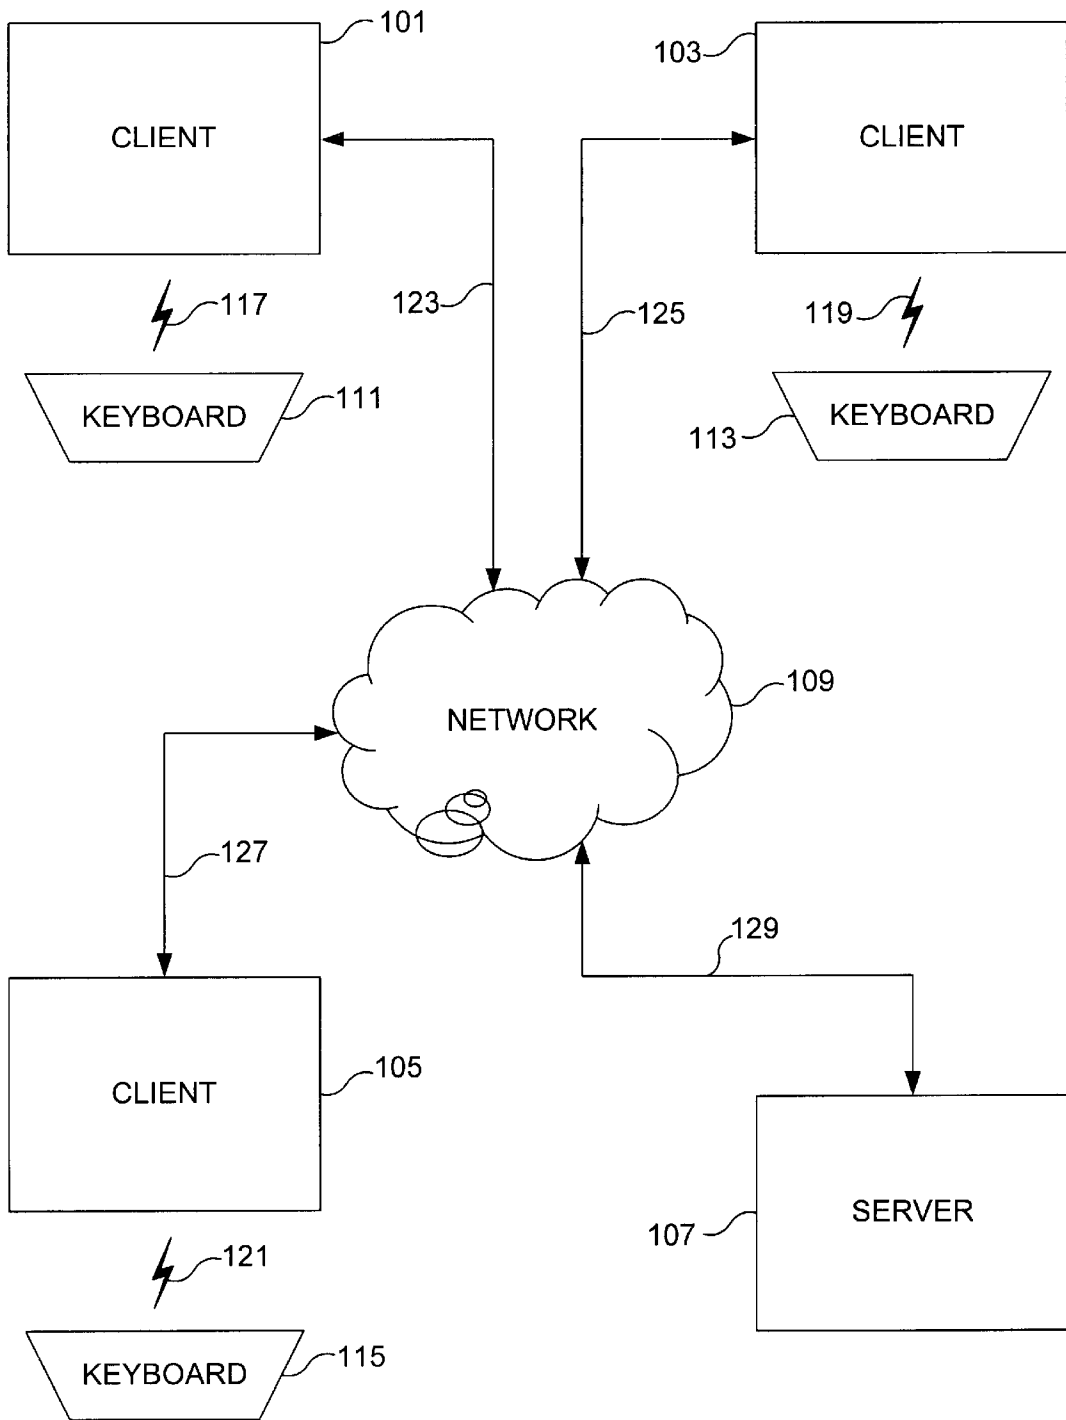 101
103
CLIENT
CLIENT
117
123
125
119
KEYBOARD
111
113
KEYBOARD
109
NETWORK
127
129
105
CLIENT
SERVER
107
121
KEYBOARD
115